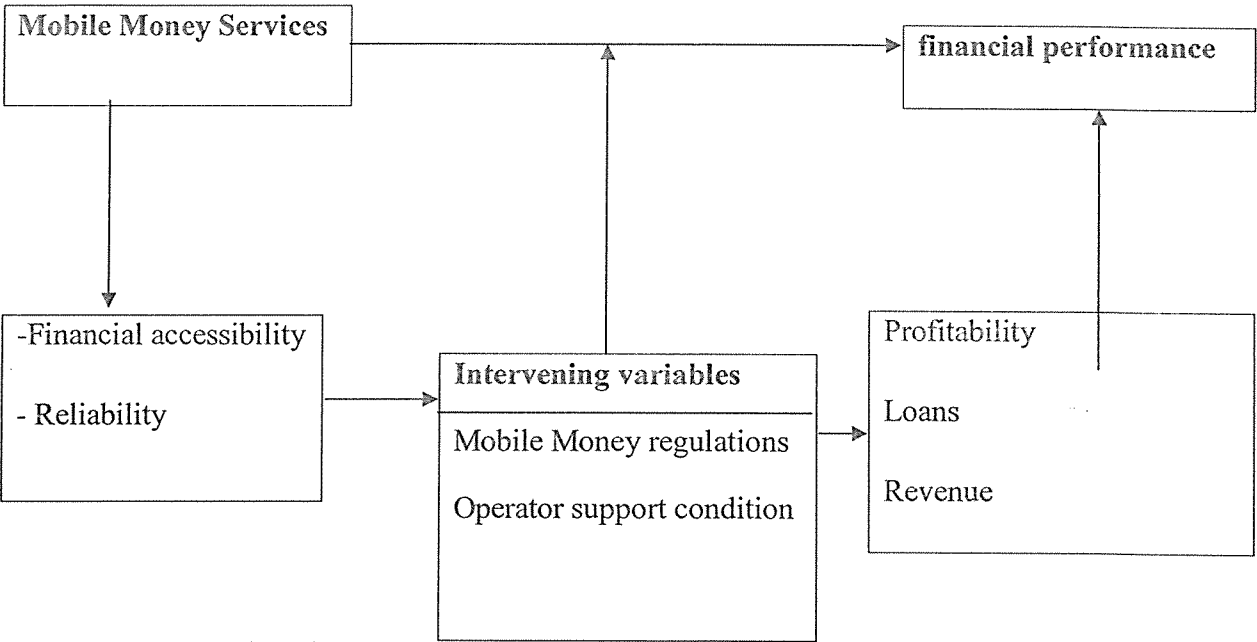 Mobile Money Services
financial performance
-Financial accessibility
- Reliability
Intervening variables
Mobile Money regulations
Operator support condition
Profitability
Loans
Revenue